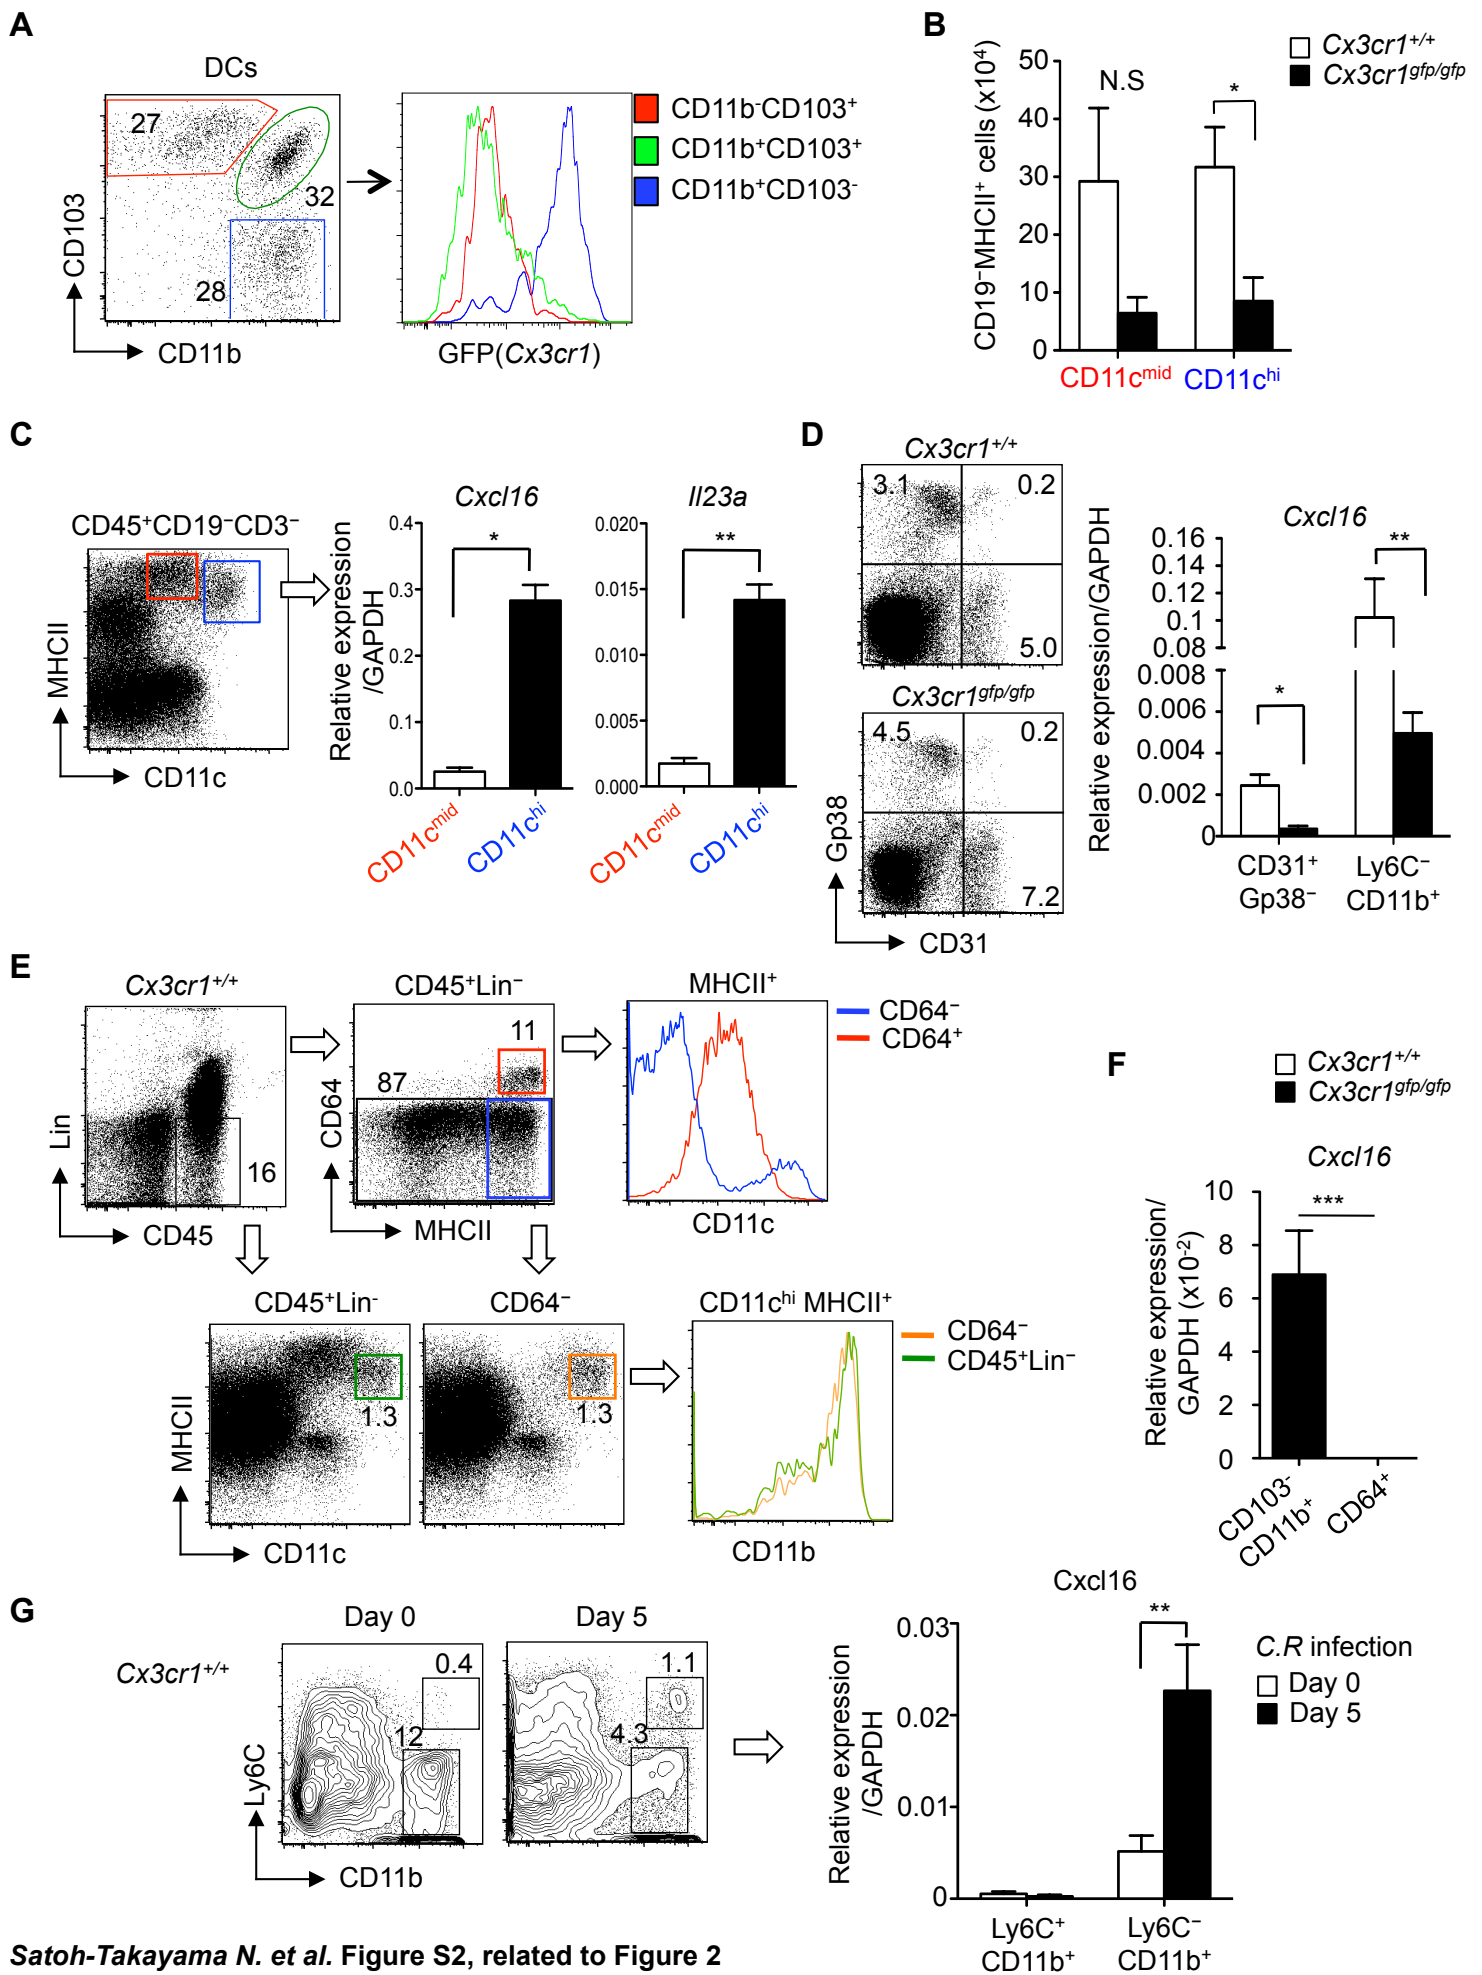 A
DCs
27
32
28
CD103
CD11b
GFP(Cx3cr1)
CD11b-CD103+
CD11b+CD103+
CD11b+CD103-
B
Cx3cr1+/+
Cx3cr1gfp/gfp
CD19−MHCII+ cells (x10⁴)
50
40
30
20
10
0
N.S
*
CD11cmid
CD11chi
C
CD45+CD19−CD3−
MHCII
CD11c
Cxcl16
Relative expression
/GAPDH
0.4
0.3
0.2
0.1
0.0
*
CD11cmid
CD11chi
Il23a
0.020
0.015
0.010
0.005
0.000
**
CD11cmid
CD11chi
D
Cx3cr1+/+
3.1
0.2
5.0
Cx3cr1gfp/gfp
4.5
0.2
7.2
Gp38
CD31
Cxcl16
Relative expression/GAPDH
0.16
0.14
0.12
0.1
0.08
0.008
0.006
0.004
0.002
0
*
**
CD31+
Gp38−
Ly6C−
CD11b+
E
Cx3cr1+/+
Lin
16
CD45
CD45+Lin−
11
87
CD64
MHCII
MHCII+
CD11c
CD64−
CD64+
CD45+Lin-
1.3
MHCII
CD11c
CD64−
1.3
CD11chi MHCII+
CD11b
CD64−
CD45+Lin−
F
Cx3cr1+/+
Cx3cr1gfp/gfp
Cxcl16
Relative expression/
GAPDH (x10-2)
10
8
6
4
2
0
***
CD103-
CD11b+
CD64+
G
Cx3cr1+/+
Day 0
0.4
12
Day 5
1.1
4.3
Ly6C
CD11b
Cxcl16
Relative expression
/GAPDH
0.03
0.02
0.01
0
**
Ly6C+
CD11b+
Ly6C−
CD11b+
C.R infection
Day 0
Day 5
Satoh-Takayama N. et al. Figure S2, related to Figure 2